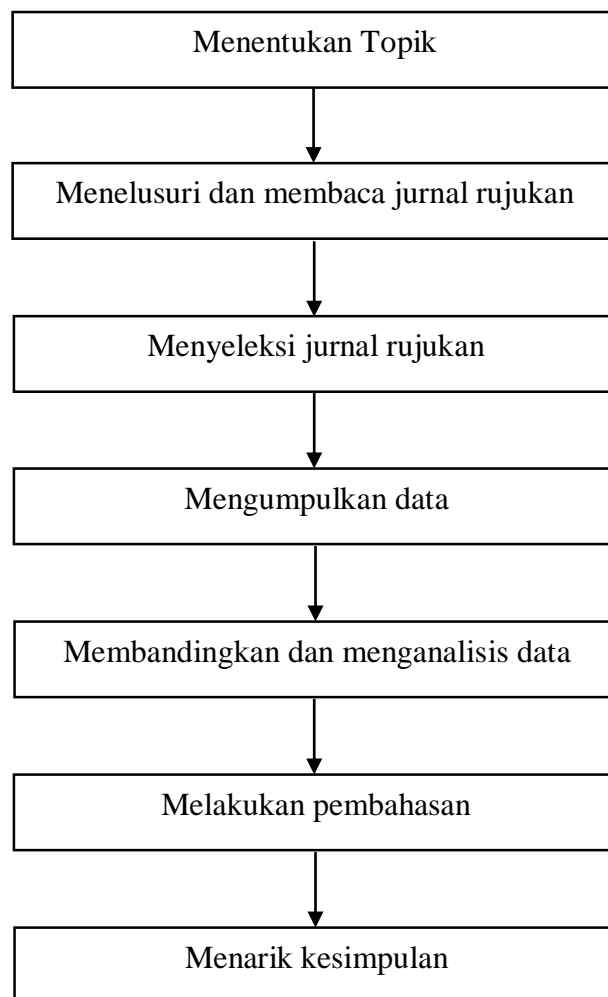 Menentukan Topik
Menelusuri dan membaca jurnal rujukan
Menyeleksi jurnal rujukan
Mengumpulkan data
Membandingkan dan menganalisis data
Melakukan pembahasan
Menarik kesimpulan